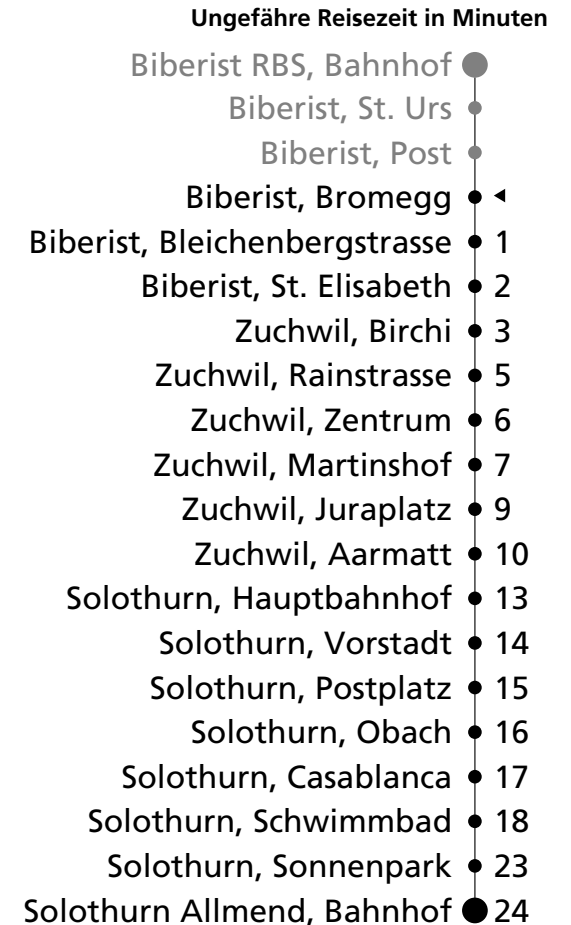 Ungefähre Reisezeit in Minuten
Biberist RBS, Bahnhof
Biberist, St. Urs
Biberist, Post
Biberist, Bromegg
Biberist, Bleichenbergstrasse 1
Biberist, St. Elisabeth 2
Zuchwil, Birchi 3
Zuchwil, Rainstrasse 5
Zuchwil, Zentrum 6
Zuchwil, Martinshof 7
Zuchwil, Juraplatz 9
Zuchwil, Aarmatt 10
Solothurn, Hauptbahnhof 13
Solothurn, Vorstadt 14
Solothurn, Postplatz 15
Solothurn, Obach 16
Solothurn, Casablanca 17
Solothurn, Schwimmbad 18
Solothurn, Sonnenpark 23
Solothurn Allmend, Bahnhof 24